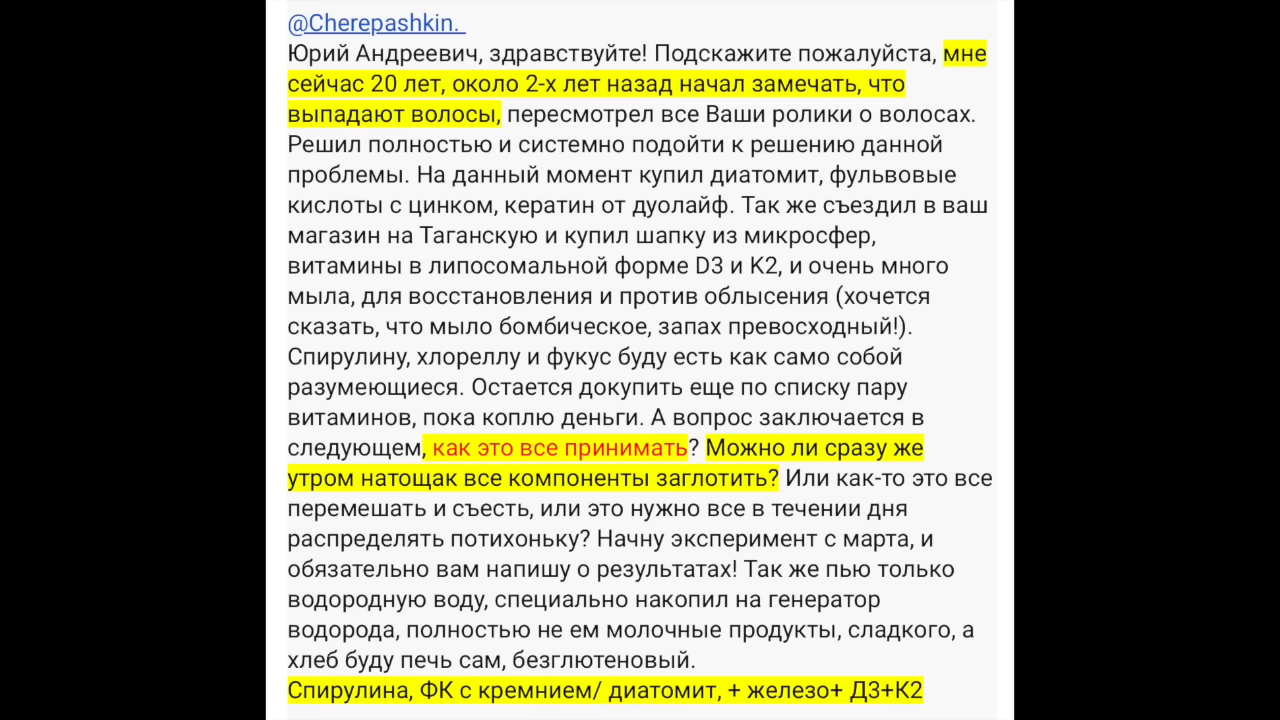 @Cherepashkin.
Юрий Андреевич, здравствуйте! Подскажите пожалуйста, мне
сейчас 20 лет, около 2-х лет назад начал замечать, что
выпадают волосы, пересмотрел все Ваши ролики о волосах.
Решил полностью и системно подойти к решению данной
проблемы. На данный момент купил диатомит, фульвовые
кислоты с цинком, кератин от дуолайф. Так же съездил в ваш
магазин на Таганскую и купил шапку из микросфер,
витамины в липосомальной форме D3 и K2, и очень много
мыла, для восстановления и против облысения (хочется
сказать, что мыло бомбическое, запах превосходный!).
Спирулину, хлореллу и фукус буду есть как само собой
разумеющиеся. Остается докупить еще по списку пару
витаминов, пока коплю деньги. А вопрос заключается в
следующем, как это все принимать? Можно ли сразу же
утром натощак все компоненты заглотить? Или как-то это все
перемешать и съесть, или это нужно все в течении дня
распределять потихоньку? Начну эксперимент с марта, и
обязательно вам напишу о результатах! Так же пью только
водородную воду, специально накопил на генератор
водорода, полностью не ем молочные продукты, сладкого, а
хлеб буду печь сам, безглютеновый.
Спирулина, ФК с кремнием/ диатомит, + железо+ Д3+К2